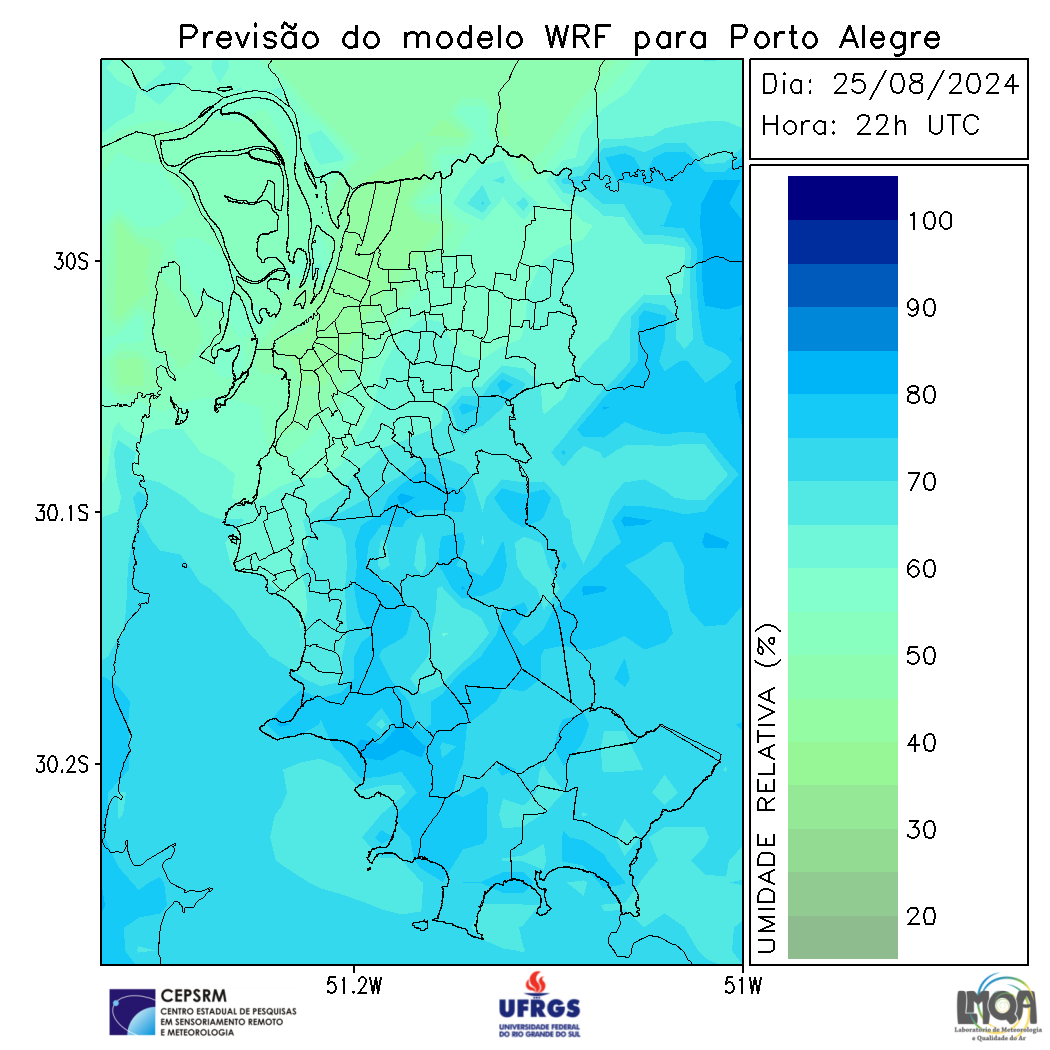 Previsão do modelo WRF para Porto Alegre
Dia: 25/08/2024
Hora: 22h UTC
30S
30.1S
30.2S
51.2W
51W
100
90
80
70
60
50
40
30
20
UMIDADE RELATIVA (%)
CEPSRM
CENTRO ESTADUAL DE PESQUISAS
EM SENSORIAMENTO REMOTO
E METEOROLOGIA
UFRGS
UNIVERSIDADE FEDERAL
DO RIO GRANDE DO SUL
LMQA
Laboratório de Meteorologia
e Qualidade do Ar